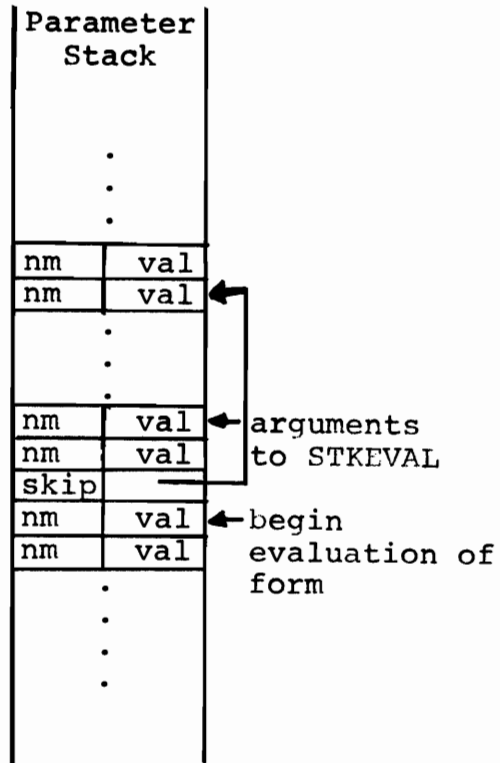 Parameter
Stack
nm val
nm val
nm val
arguments
nm val
to STKEVAL
skip
nm val
begin
nm val
evaluation of
form